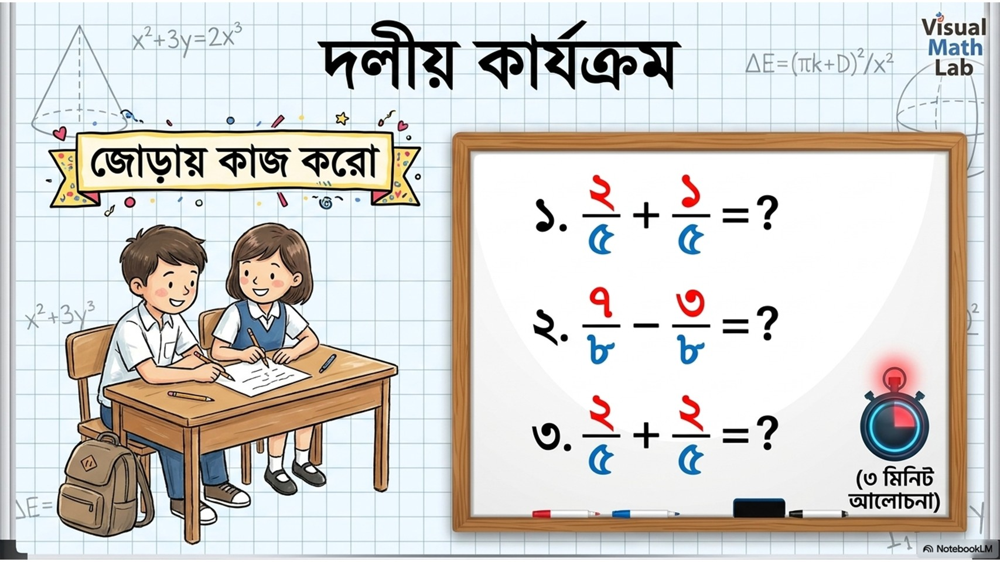 দলীয় কার্যক্রম
Visual
Math
Lab
x²+3y=2x³
ΔE=(πk+D)²/x²
জোড়ায় কাজ করো
১. ২/৫ + ১/৫ = ?
২. ৭/৮ − ৩/৮ = ?
৩. ২/৫ + ২/৫ = ?
(৩ মিনিট
আলোচনা)
x²+3y³
ΔE=
NotebookLM